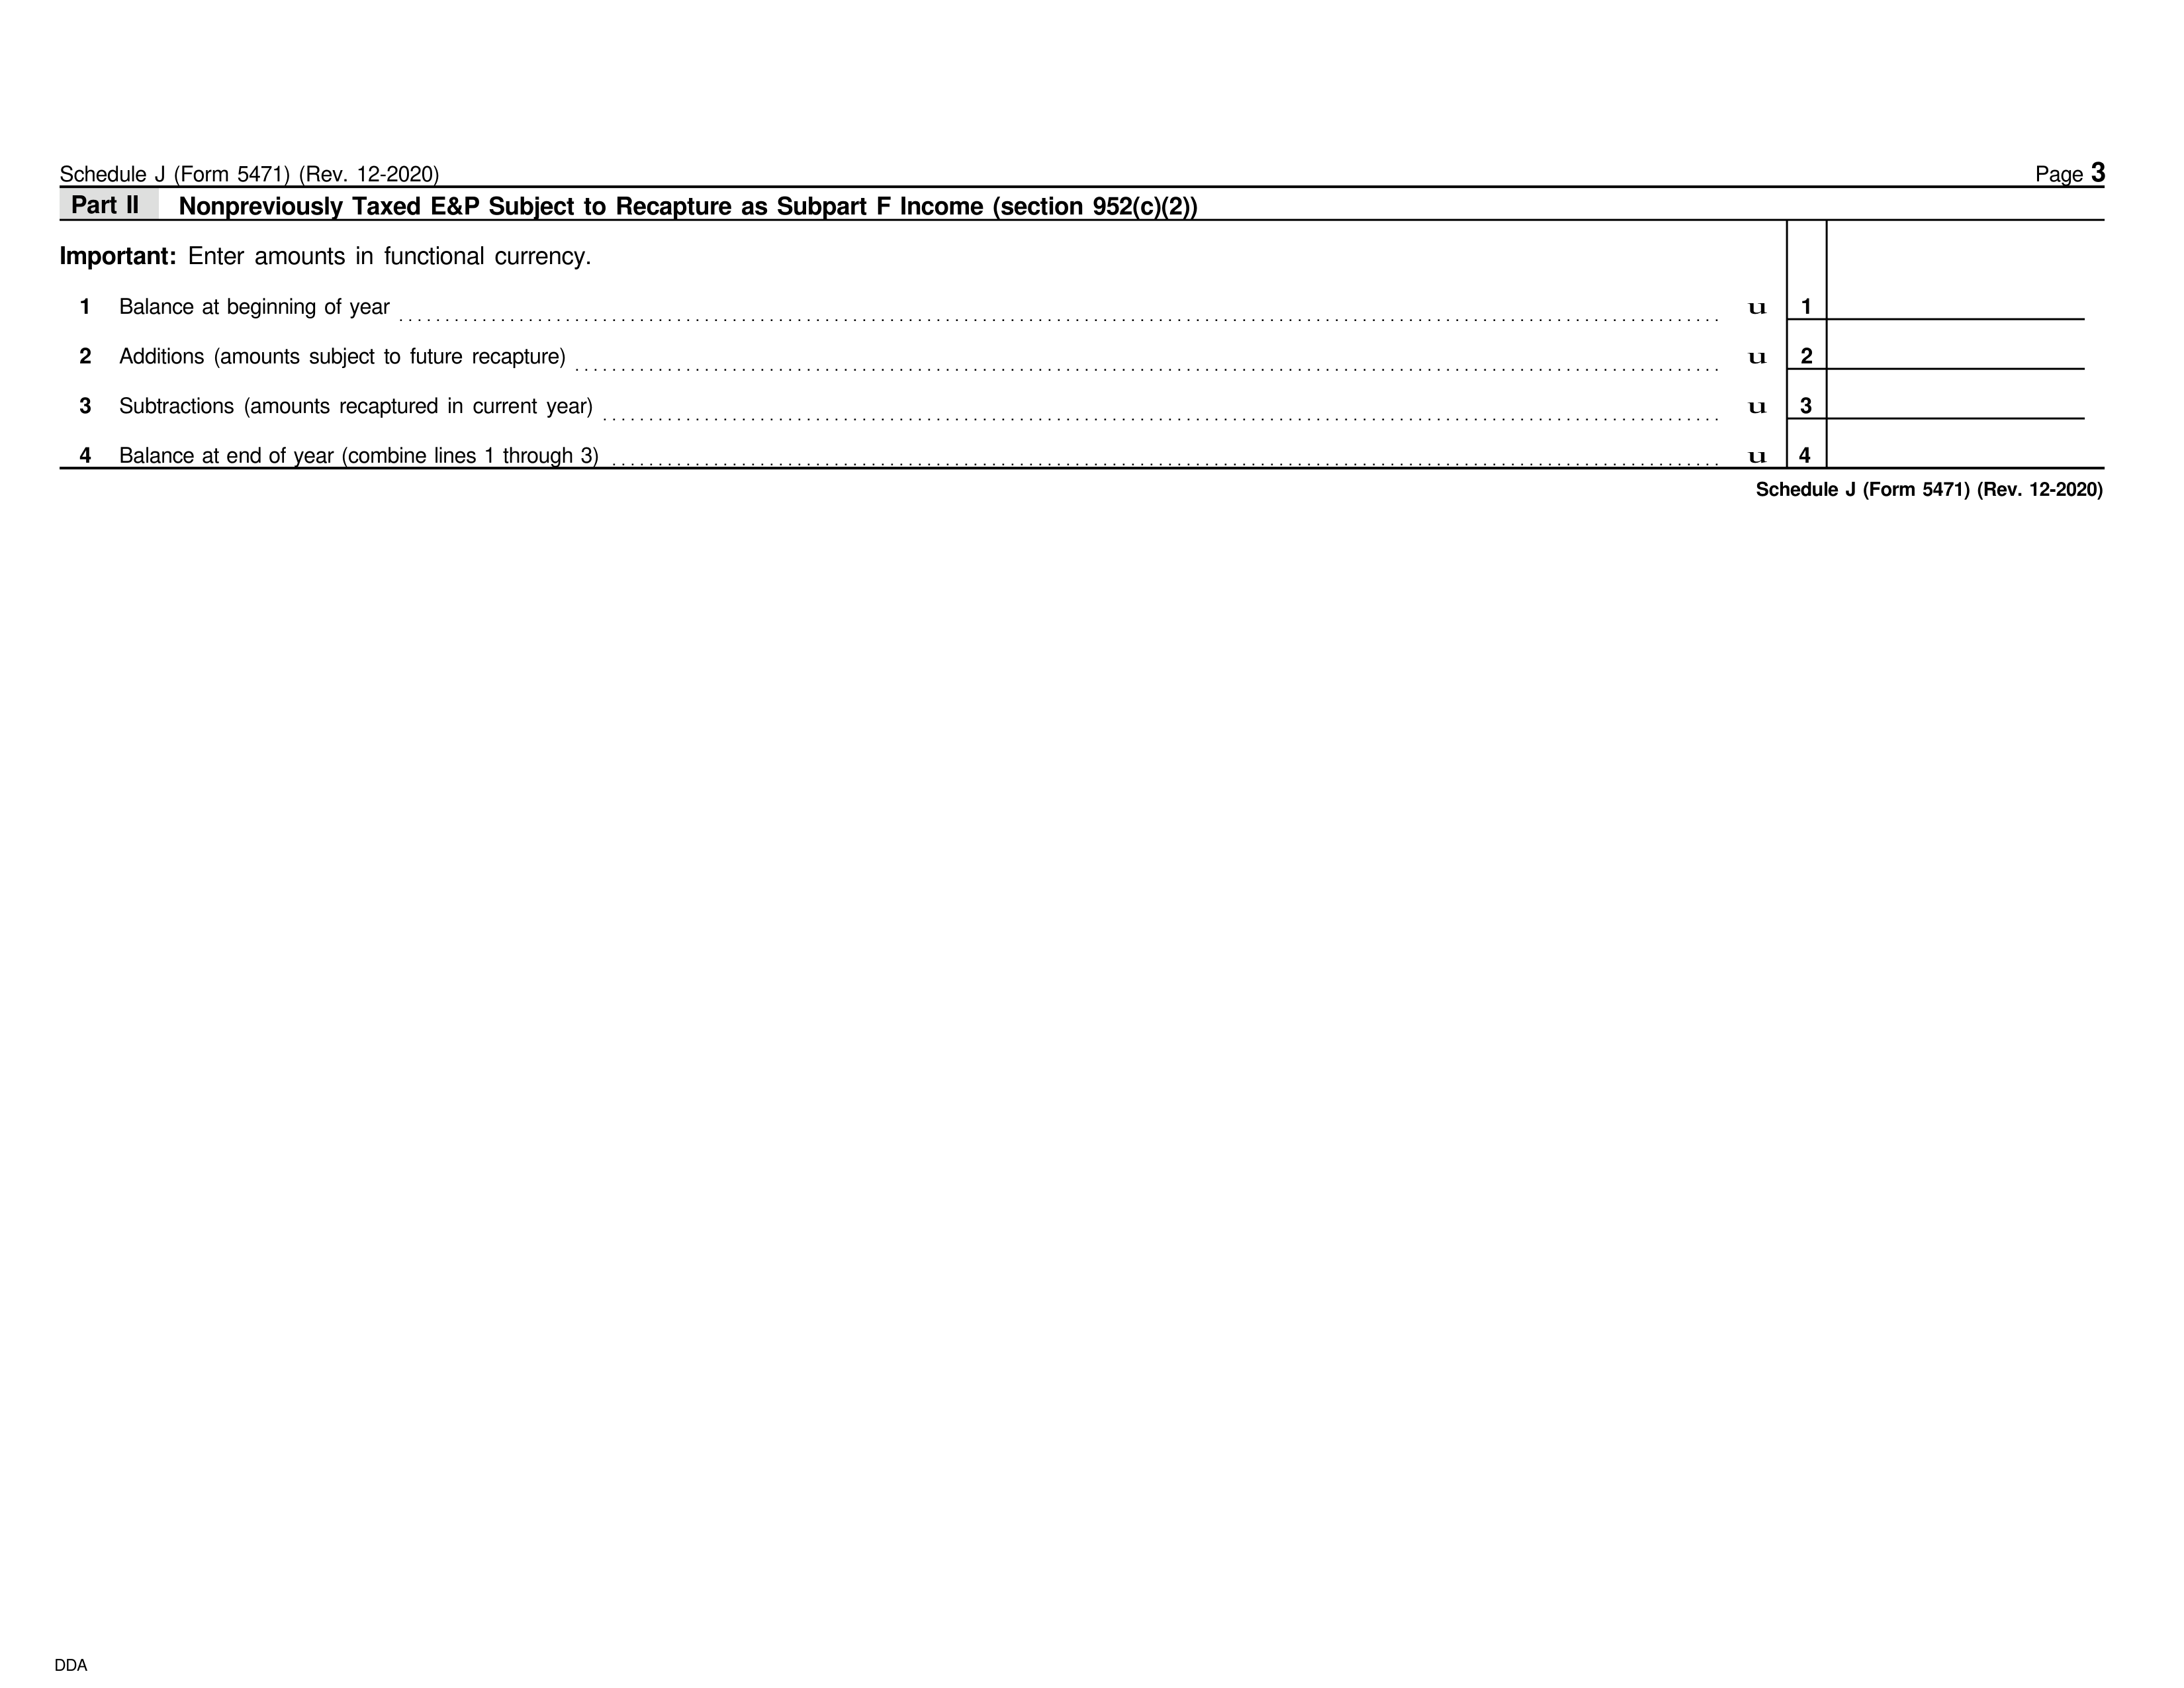 Schedule J (Form 5471) (Rev. 12-2020) Page 3
Part II Nonpreviously Taxed E&P Subject to Recapture as Subpart F Income (section 952(c)(2))
Important: Enter amounts in functional currency.
1 Balance at beginning of year u 1
2 Additions (amounts subject to future recapture) u 2
3 Subtractions (amounts recaptured in current year) u 3
4 Balance at end of year (combine lines 1 through 3) u 4
Schedule J (Form 5471) (Rev. 12-2020)
DDA